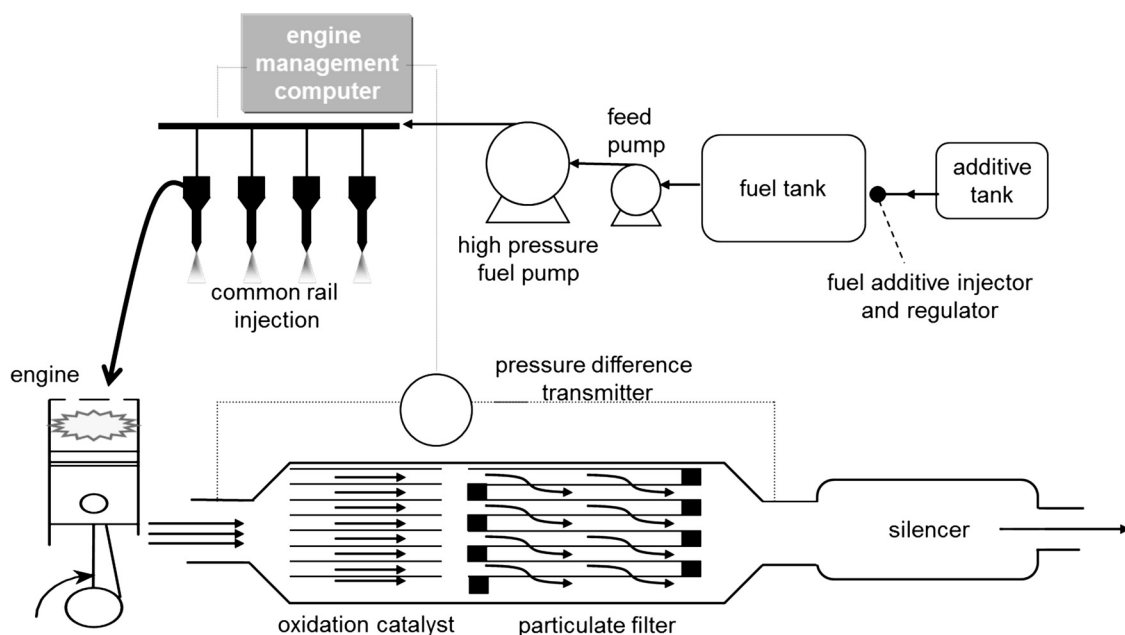 engine
management
computer
feed
pump
fuel tank
additive
tank
high pressure
fuel pump
fuel additive injector
and regulator
common rail
injection
engine
pressure difference
transmitter
silencer
oxidation catalyst
particulate filter